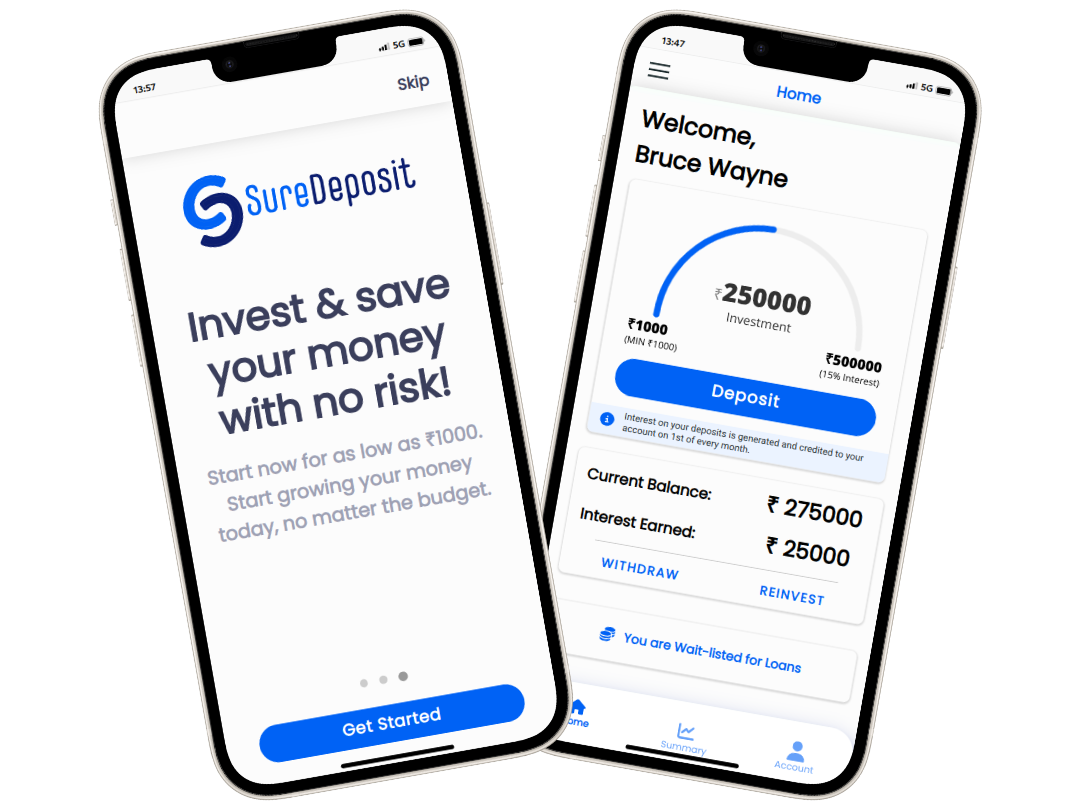 13:57
5G
Skip
SureDeposit
Invest & save
your money
with no risk!
Start now for as low as ₹1000.
Start growing your money
today, no matter the budget.
Get Started
13:47
5G
Home
Welcome,
Bruce Wayne
₹250000
Investment
₹1000
(MIN ₹1000)
₹500000
(15% Interest)
Deposit
Interest on your deposits is generated and credited to your
account on 1st of every month.
Current Balance:
₹ 275000
Interest Earned:
₹ 25000
WITHDRAW
REINVEST
You are Wait-listed for Loans
ome
Summary
Account